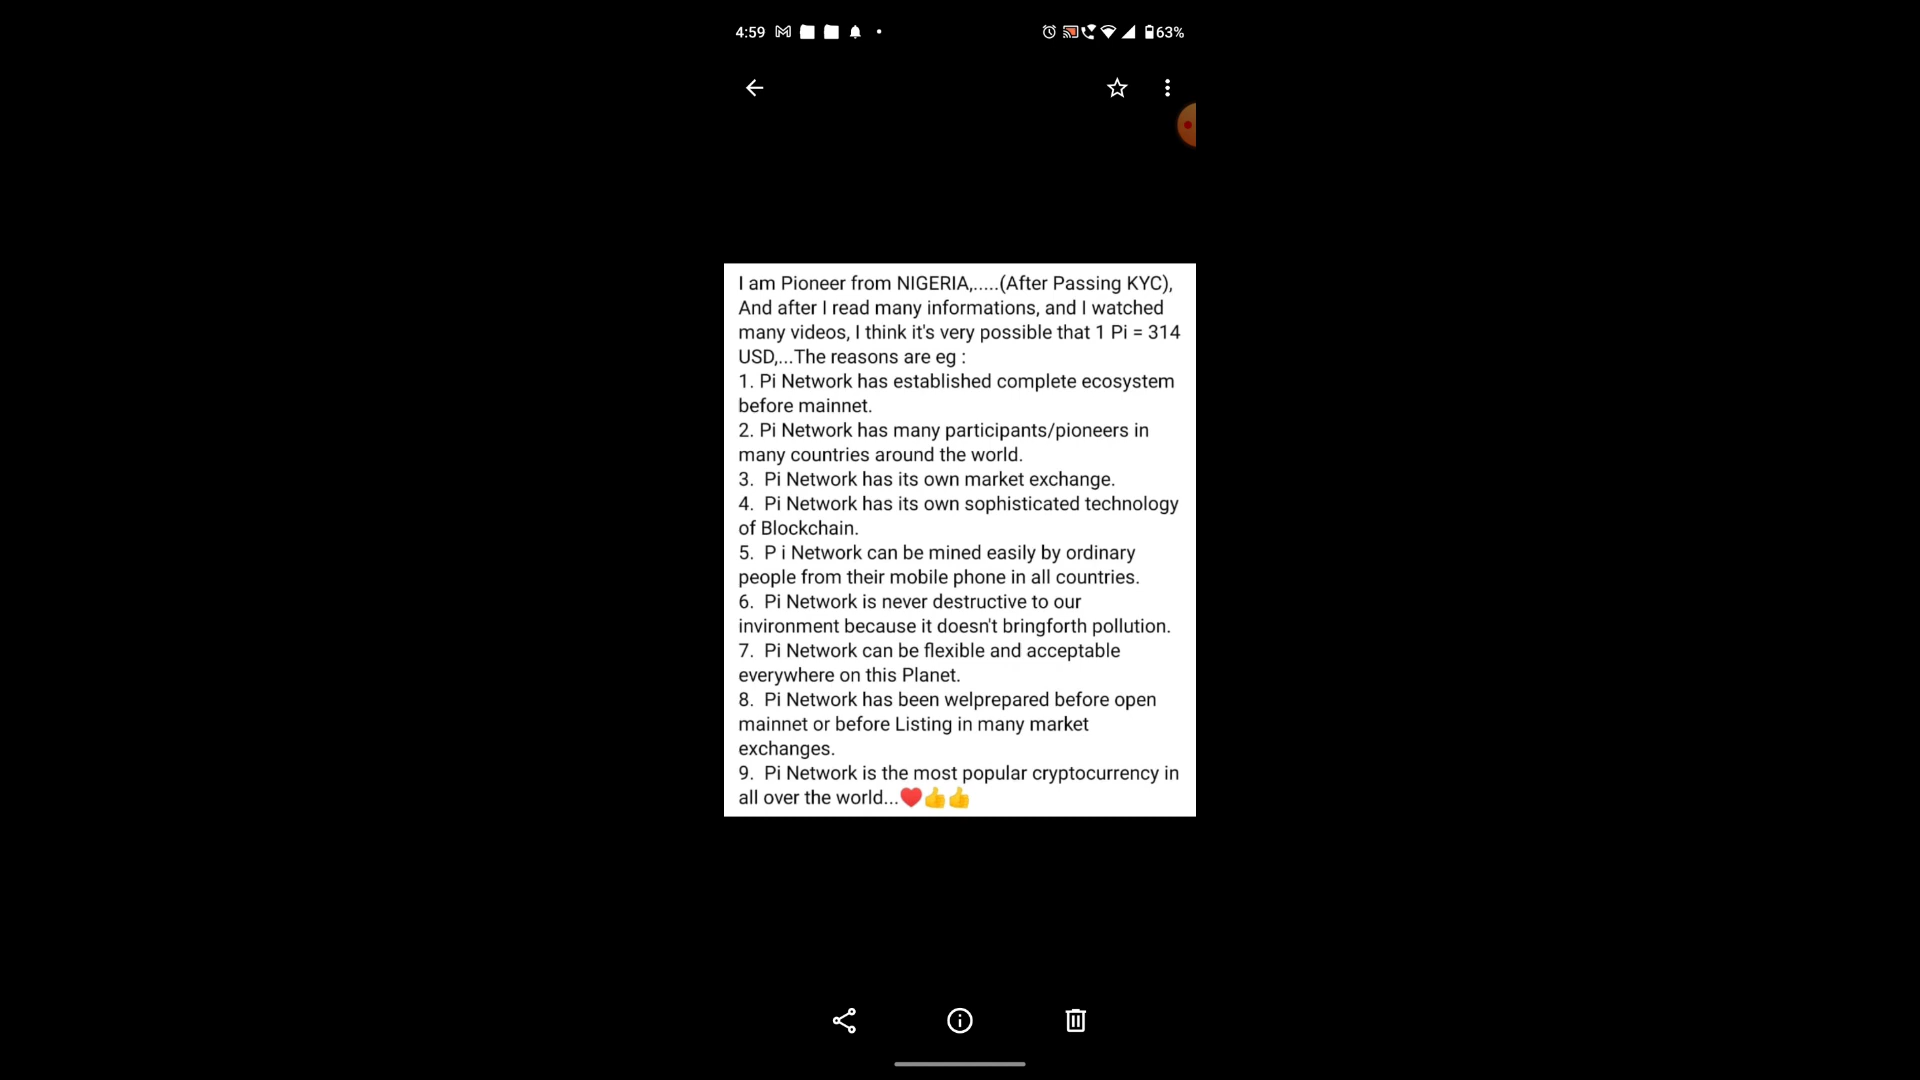 4:59
63%
I am Pioneer from NIGERIA,.....(After Passing KYC),
And after I read many informations, and I watched
many videos, I think it's very possible that 1 Pi = 314
USD,...The reasons are eg :
1. Pi Network has established complete ecosystem
before mainnet.
2. Pi Network has many participants/pioneers in
many countries around the world.
3.  Pi Network has its own market exchange.
4.  Pi Network has its own sophisticated technology
of Blockchain.
5.  P i Network can be mined easily by ordinary
people from their mobile phone in all countries.
6.  Pi Network is never destructive to our
invironment because it doesn't bringforth pollution.
7.  Pi Network can be flexible and acceptable
everywhere on this Planet.
8.  Pi Network has been welprepared before open
mainnet or before Listing in many market
exchanges.
9.  Pi Network is the most popular cryptocurrency in
all over the world...❤️👍👍